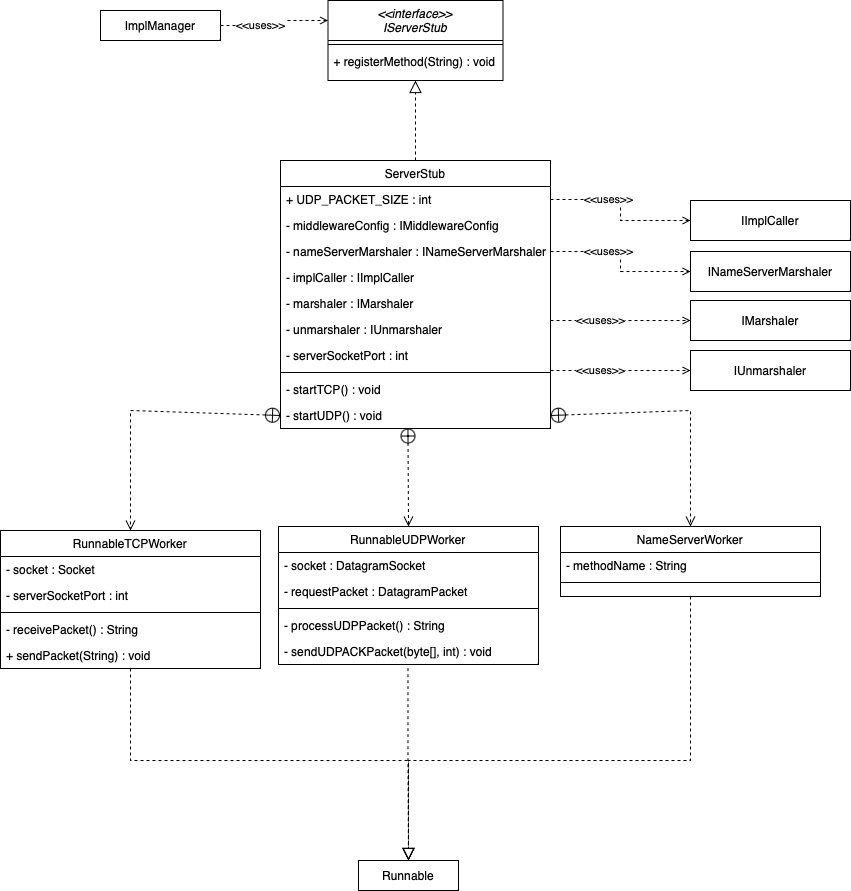 ImplManager
<<uses>>
<<interface>>
IServerStub
+ registerMethod(String) : void
ServerStub
+ UDP_PACKET_SIZE : int
- middlewareConfig : IMiddlewareConfig
- nameServerMarshaler : INameServerMarshaler
- implCaller : IImplCaller
- marshaler : IMarshaler
- unmarshaler : IUnmarshaler
- serverSocketPort : int
- startTCP() : void
- startUDP() : void
<<uses>>
IImplCaller
<<uses>>
INameServerMarshaler
<<uses>>
IMarshaler
<<uses>>
IUnmarshaler
RunnableTCPWorker
- socket : Socket
- serverSocketPort : int
- receivePacket() : String
+ sendPacket(String) : void
RunnableUDPWorker
- socket : DatagramSocket
- requestPacket : DatagramPacket
- processUDPPacket() : String
- sendUDPACKPacket(byte[], int) : void
NameServerWorker
- methodName : String
Runnable